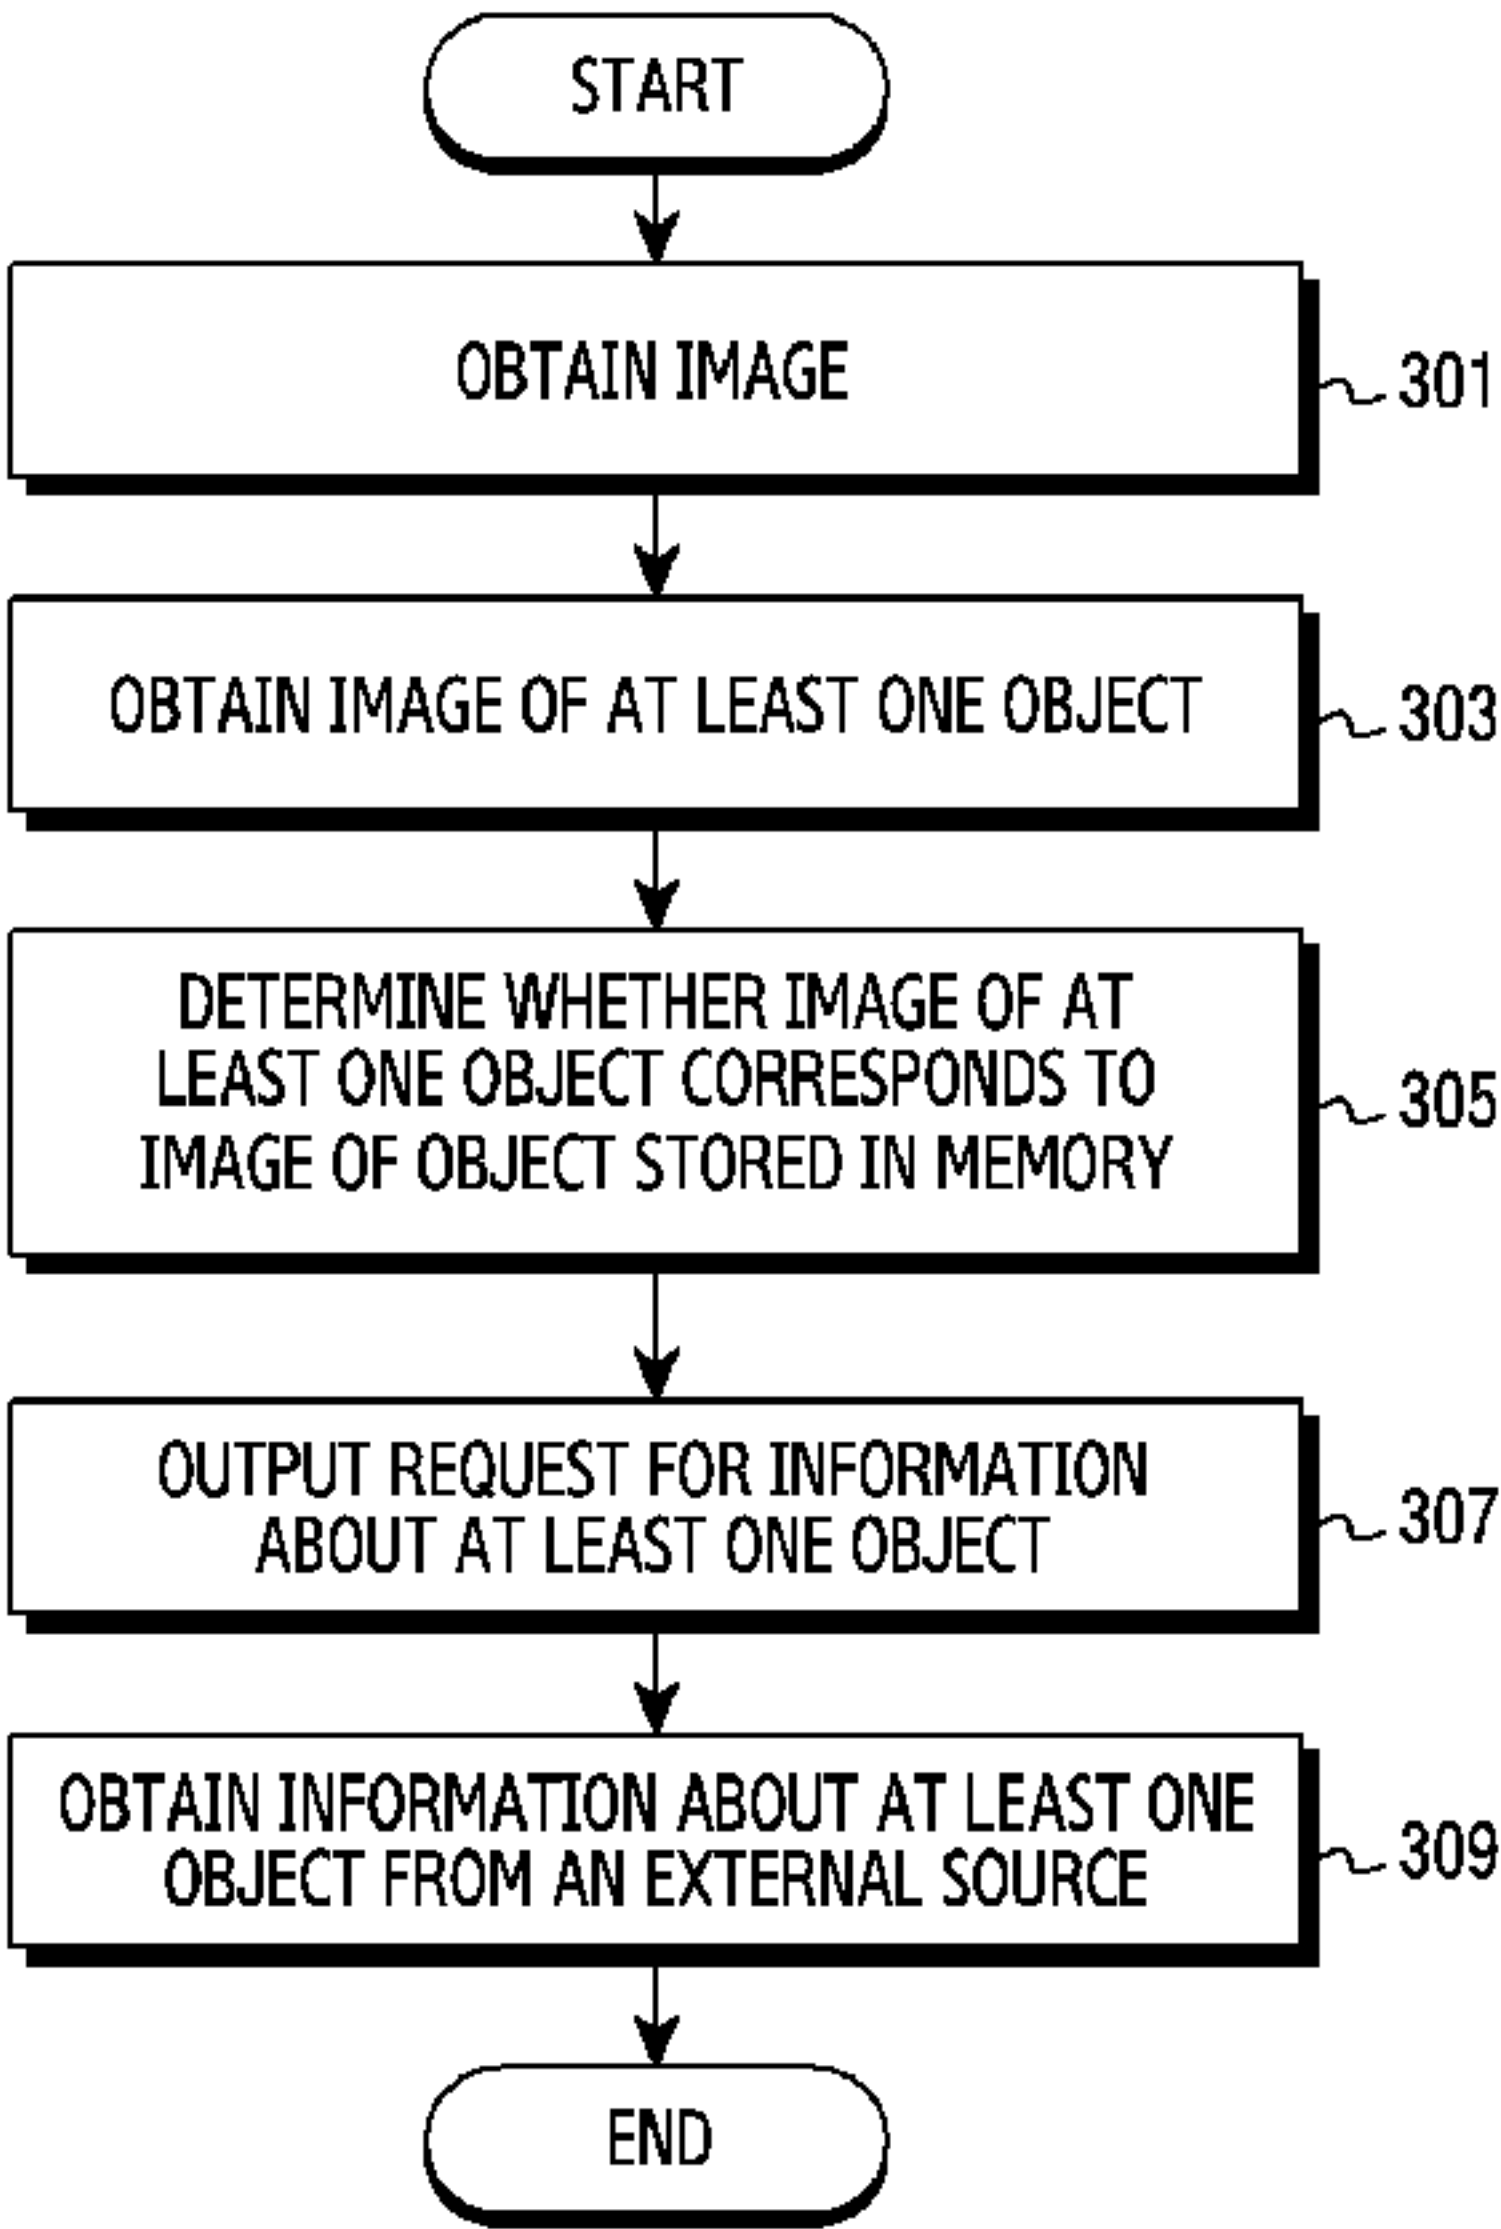 START
OBTAIN IMAGE
301
OBTAIN IMAGE OF AT LEAST ONE OBJECT
303
DETERMINE WHETHER IMAGE OF AT
LEAST ONE OBJECT CORRESPONDS TO
IMAGE OF OBJECT STORED IN MEMORY
305
OUTPUT REQUEST FOR INFORMATION
ABOUT AT LEAST ONE OBJECT
307
OBTAIN INFORMATION ABOUT AT LEAST ONE
OBJECT FROM AN EXTERNAL SOURCE
309
END